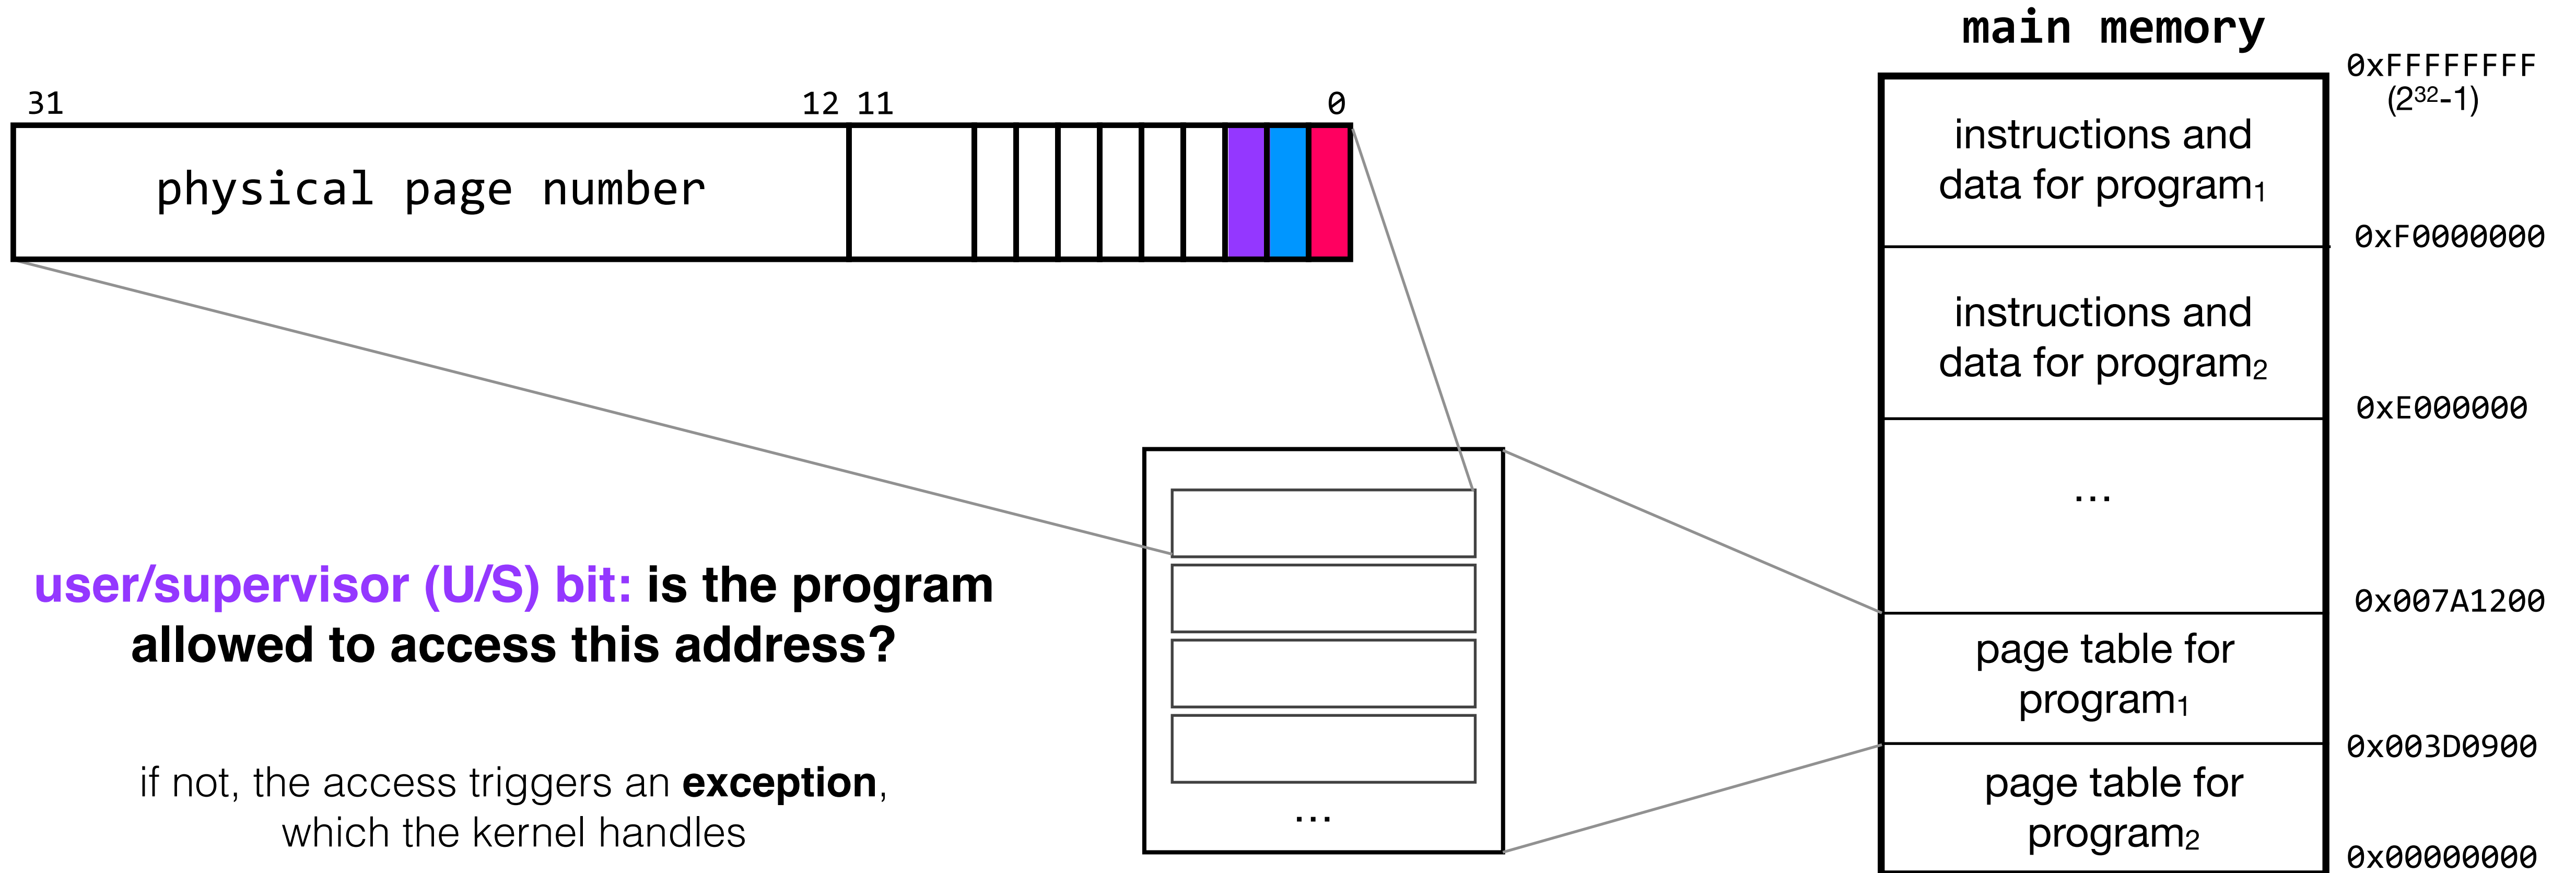 main memory
31
12
11
0
physical page number
user/supervisor (U/S) bit: is the program
allowed to access this address?
if not, the access triggers an exception,
which the kernel handles
...
0xFFFFFFFF
(2³²-1)
instructions and
data for program₁
0xF0000000
instructions and
data for program₂
0xE000000
...
0x007A1200
page table for
program₁
0x003D0900
page table for
program₂
0x00000000